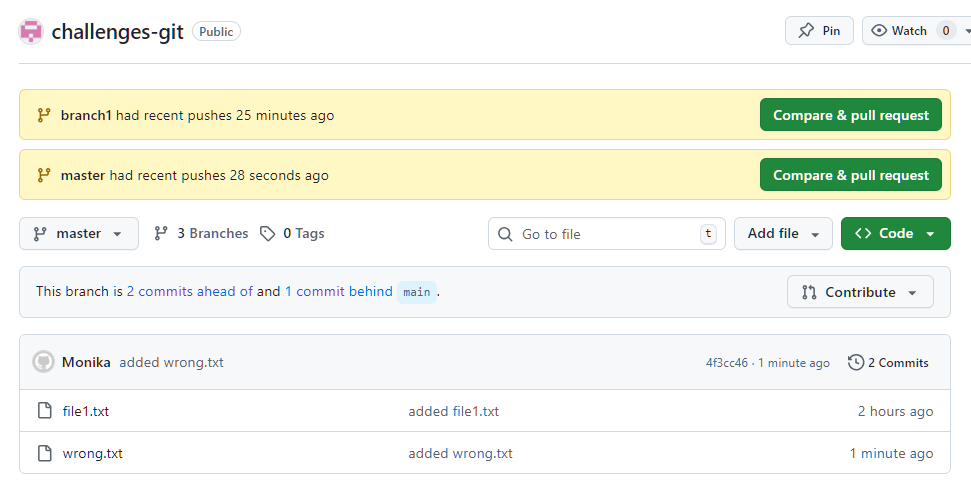 challenges-git Public Pin Watch 0
branch1 had recent pushes 25 minutes ago Compare & pull request
master had recent pushes 28 seconds ago Compare & pull request
master 3 Branches 0 Tags Go to file t Add file Code
This branch is 2 commits ahead of and 1 commit behind main. Contribute
Monika added wrong.txt 4f3cc46 · 1 minute ago 2 Commits
file1.txt added file1.txt 2 hours ago
wrong.txt added wrong.txt 1 minute ago